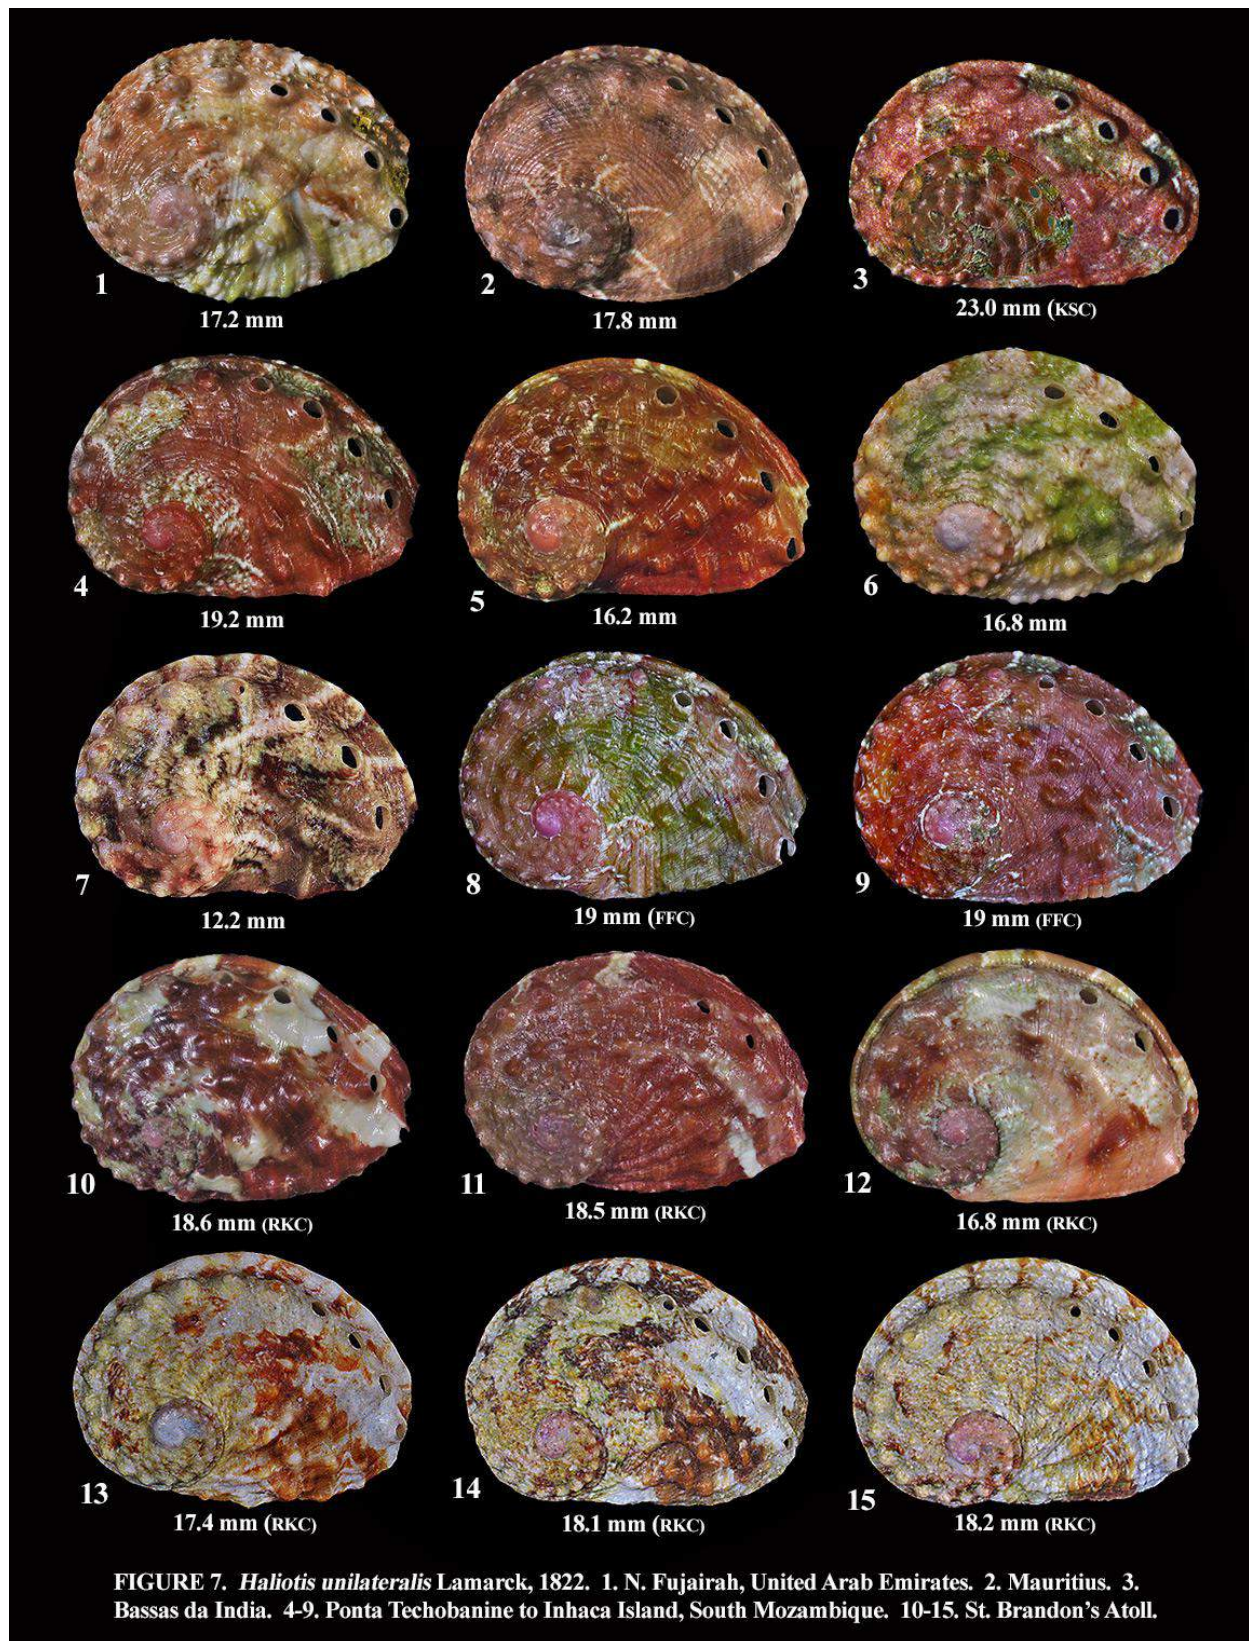 1
17.2 mm
2
17.8 mm
3
23.0 mm (KSC)
4
19.2 mm
5
16.2 mm
6
16.8 mm
7
12.2 mm
8
19 mm (FFC)
9
19 mm (FFC)
10
18.6 mm (RKC)
11
18.5 mm (RKC)
12
16.8 mm (RKC)
13
17.4 mm (RKC)
14
18.1 mm (RKC)
15
18.2 mm (RKC)
FIGURE 7. Haliotis unilateralis Lamarck, 1822. 1. N. Fujairah, United Arab Emirates. 2. Mauritius. 3.
Bassas da India. 4-9. Ponta Techobanine to Inhaca Island, South Mozambique. 10-15. St. Brandon's Atoll.